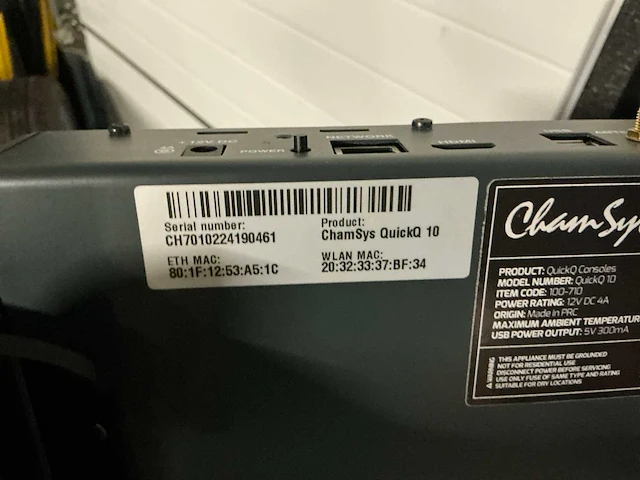 +12V DC
POWER
NETWORK
HDMI
Serial number:
CH7010224190461
Product:
ChamSys QuickQ 10
ETH MAC:
80:1F:12:53:A5:1C
WLAN MAC:
20:32:33:37:BF:34
PRODUCT: QuickQ Consoles
MODEL NUMBER: QuickQ 10
ITEM CODE: 100-710
POWER RATING: 12V DC 4A
ORIGIN: Made in PRC
MAXIMUM AMBIENT TEMPERATUR
USB POWER OUTPUT: 5V 300mA
WARNING
THIS APPLIANCE MUST BE GROUNDED
NOT FOR RESIDENTIAL USE
DISCONNECT POWER BEFORE SERVICING
USE ONLY FUSE OF SAME TYPE AND RATING
SUITABLE FOR DRY LOCATIONS